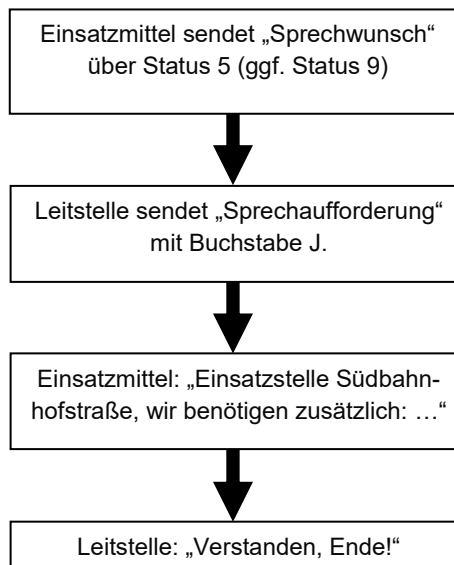 Einsatzmittel sendet „Sprechwunsch“
über Status 5 (ggf. Status 9)
Leitstelle sendet „Sprechaufforderung“
mit Buchstabe J.
Einsatzmittel: „Einsatzstelle Südbahn-
hofstraße, wir benötigen zusätzlich: …“
Leitstelle: „Verstanden, Ende!“